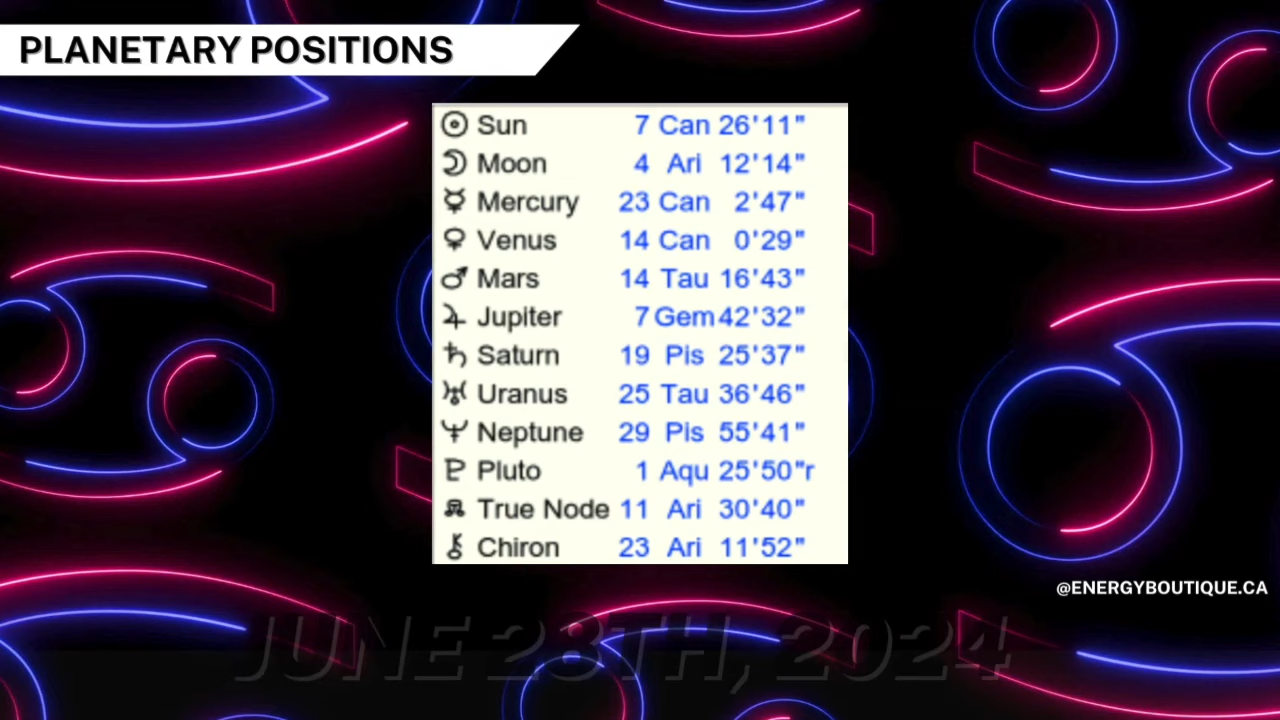 PLANETARY POSITIONS
Sun 7 Can 26'11"
Moon 4 Ari 12'14"
Mercury 23 Can 2'47"
Venus 14 Can 0'29"
Mars 14 Tau 16'43"
Jupiter 7 Gem 42'32"
Saturn 19 Pis 25'37"
Uranus 25 Tau 36'46"
Neptune 29 Pis 55'41"
Pluto 1 Aqu 25'50"r
True Node 11 Ari 30'40"
Chiron 23 Ari 11'52"
@ENERGYBOUTIQUE.CA
JUNE 28TH, 2024